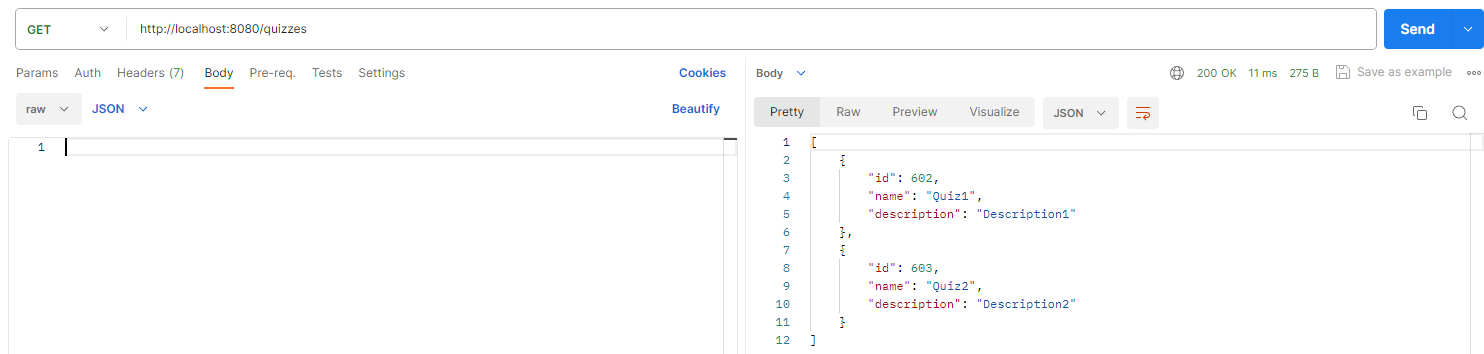 GET http://localhost:8080/quizzes Send
Params Auth Headers (7) Body Pre-req. Tests Settings Cookies
raw JSON Beautify
1
Body 200 OK 11 ms 275 B Save as example
Pretty Raw Preview Visualize JSON
1 [
2 {
3 "id": 602,
4 "name": "Quiz1",
5 "description": "Description1"
6 },
7 {
8 "id": 603,
9 "name": "Quiz2",
10 "description": "Description2"
11 }
12 ]